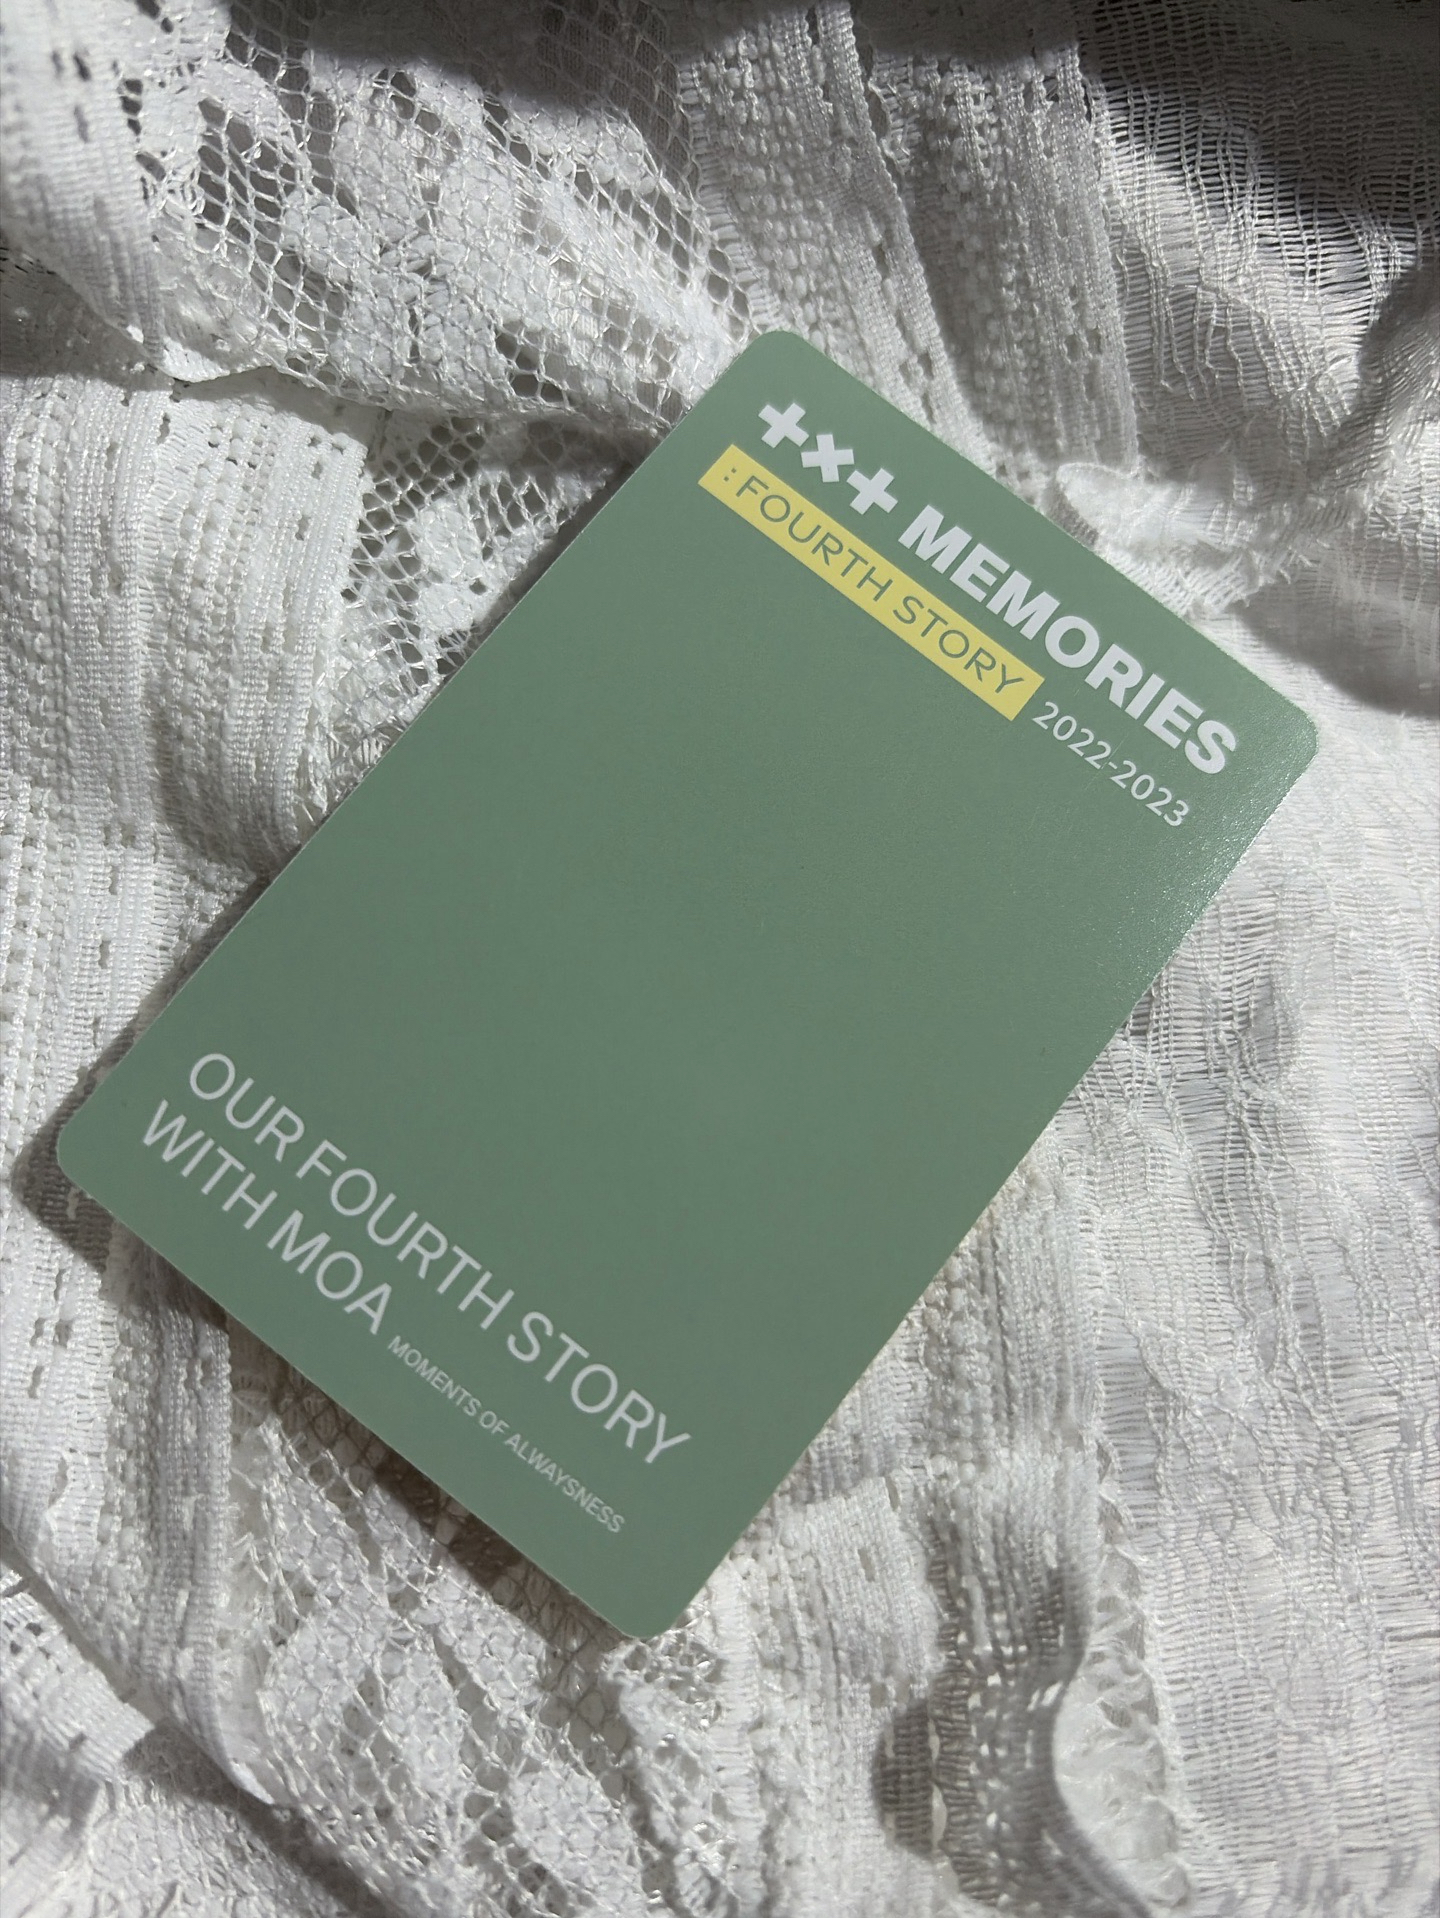 +×+ MEMORIES
:FOURTH STORY 2022-2023
OUR FOURTH STORY
WITH MOA MOMENTS OF ALWAYSNESS